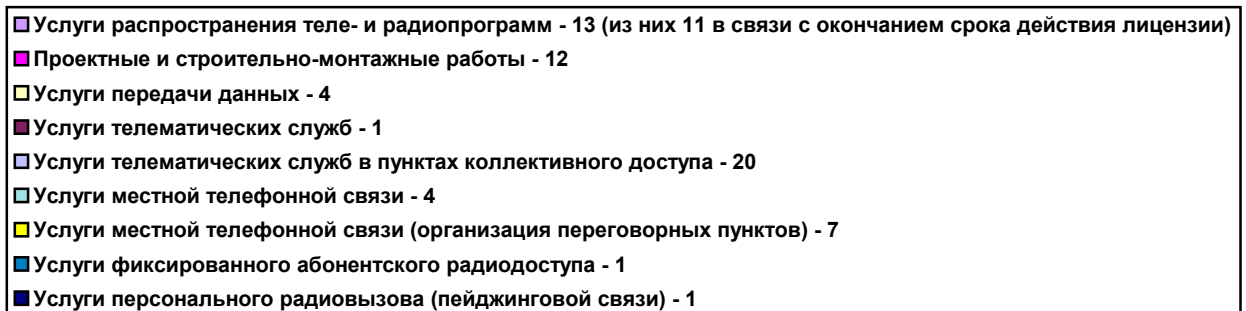 Услуги распространения теле- и радиопрограмм - 13 (из них 11 в связи с окончанием срока действия лицензии)
Проектные и строительно-монтажные работы - 12
Услуги передачи данных - 4
Услуги телематических служб - 1
Услуги телематических служб в пунктах коллективного доступа - 20
Услуги местной телефонной связи - 4
Услуги местной телефонной связи (организация переговорных пунктов) - 7
Услуги фиксированного абонентского радиодоступа - 1
Услуги персонального радиовызова (пейджинговой связи) - 1